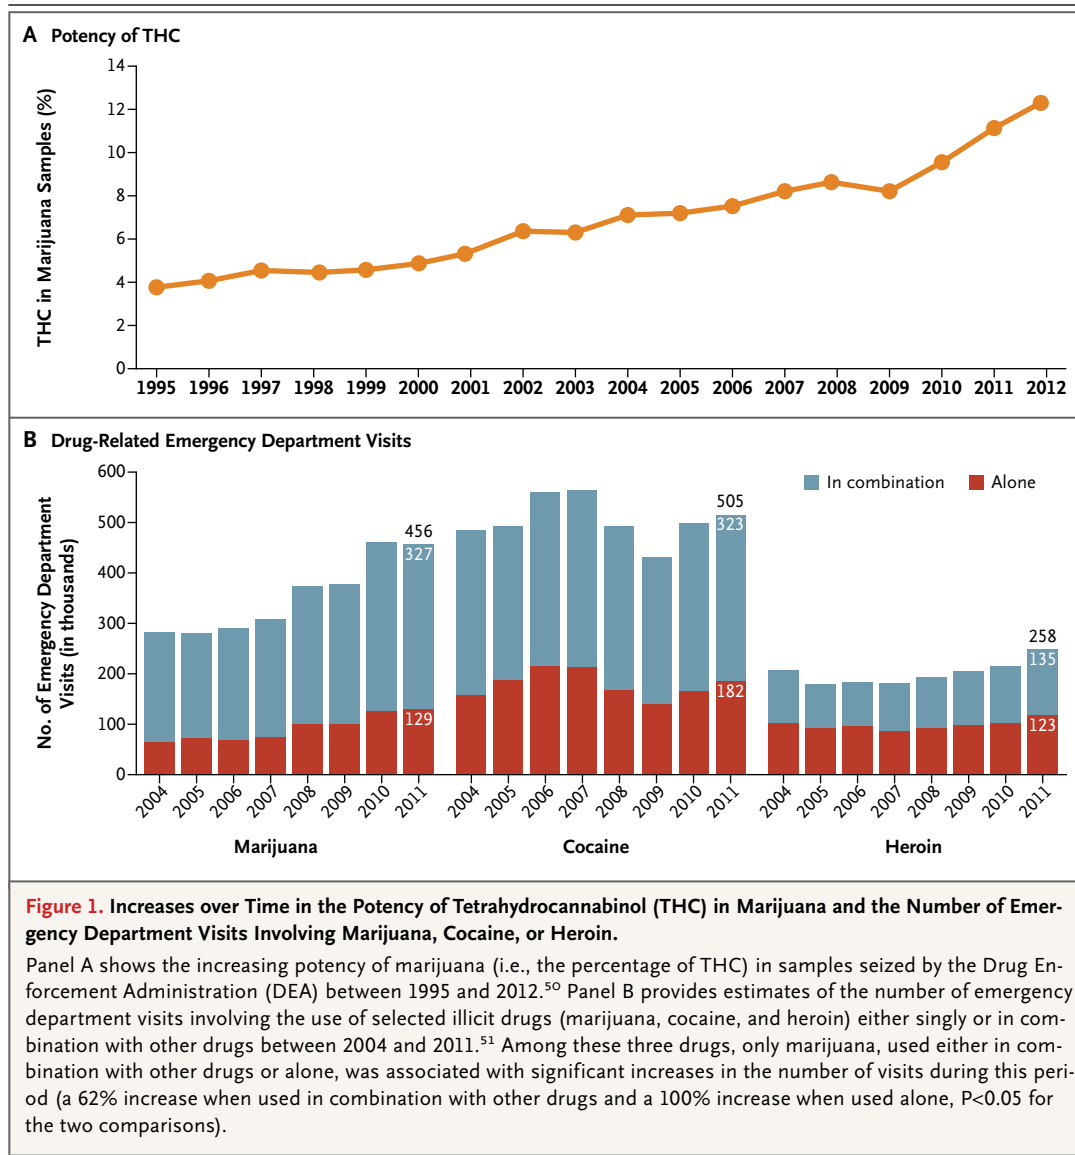 A Potency of THC
THC in Marijuana Samples (%)
14
12
10
8
6
4
2
0
1995 1996 1997 1998 1999 2000 2001 2002 2003 2004 2005 2006 2007 2008 2009 2010 2011 2012
B Drug-Related Emergency Department Visits
No. of Emergency Department
Visits (in thousands)
600
500
400
300
200
100
0
In combination Alone
456
327
129
505
323
182
258
135
123
2004 2005 2006 2007 2008 2009 2010 2011 2004 2005 2006 2007 2008 2009 2010 2011 2004 2005 2006 2007 2008 2009 2010 2011
Marijuana Cocaine Heroin
Figure 1. Increases over Time in the Potency of Tetrahydrocannabinol (THC) in Marijuana and the Number of Emer-
gency Department Visits Involving Marijuana, Cocaine, or Heroin.
Panel A shows the increasing potency of marijuana (i.e., the percentage of THC) in samples seized by the Drug En-
forcement Administration (DEA) between 1995 and 2012.⁵⁰ Panel B provides estimates of the number of emergency
department visits involving the use of selected illicit drugs (marijuana, cocaine, and heroin) either singly or in com-
bination with other drugs between 2004 and 2011.⁵¹ Among these three drugs, only marijuana, used either in com-
bination with other drugs or alone, was associated with significant increases in the number of visits during this peri-
od (a 62% increase when used in combination with other drugs and a 100% increase when used alone, P<0.05 for
the two comparisons).